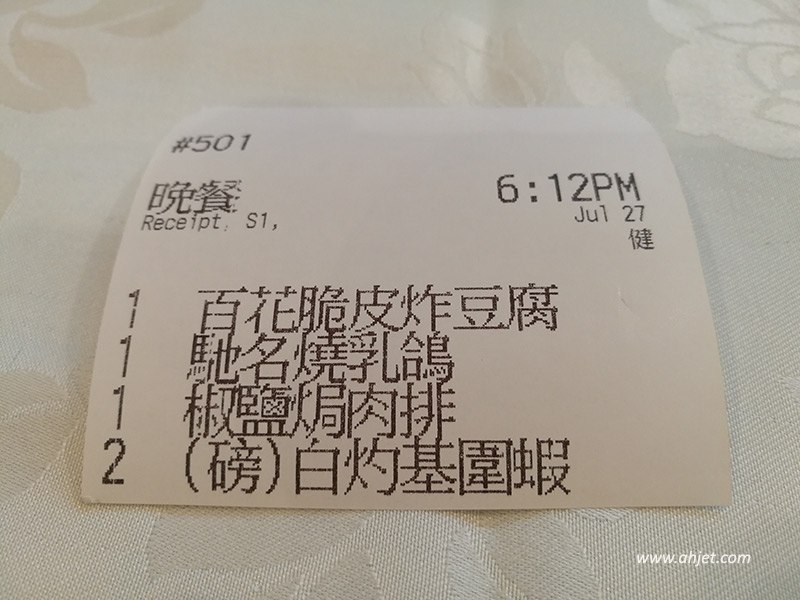 #501
晚餐 6:12PM
Receipt, S1, Jul 27
健
1 百花脆皮炸豆腐
1 馳名燒乳鴿
1 椒鹽焗肉排
2 (磅)白灼基圍蝦
www.ahjet.com